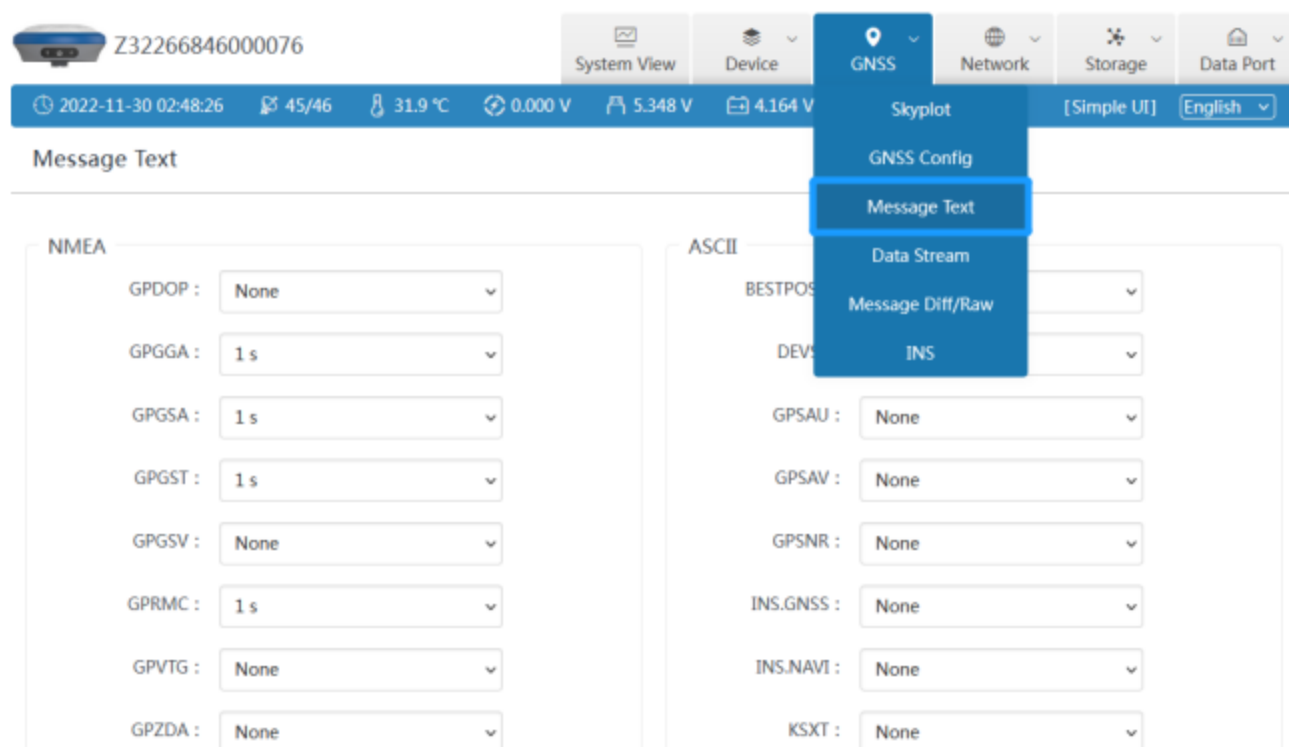 Z32266846000076
System View
Device
GNSS
Network
Storage
Data Port
2022-11-30 02:48:26 45/46 31.9 ℃ 0.000 V 5.348 V 4.164 V [Simple UI] English
Skyplot
GNSS Config
Message Text
Data Stream
Message Diff/Raw
INS
Message Text
NMEA
GPDOP : None
GPGGA : 1 s
GPGSA : 1 s
GPGST : 1 s
GPGSV : None
GPRMC : 1 s
GPVTG : None
GPZDA : None
ASCII
BESTPOS
GPSAU : None
GPSAV : None
GPSNR : None
INS.GNSS : None
INS.NAVI : None
KSXT : None